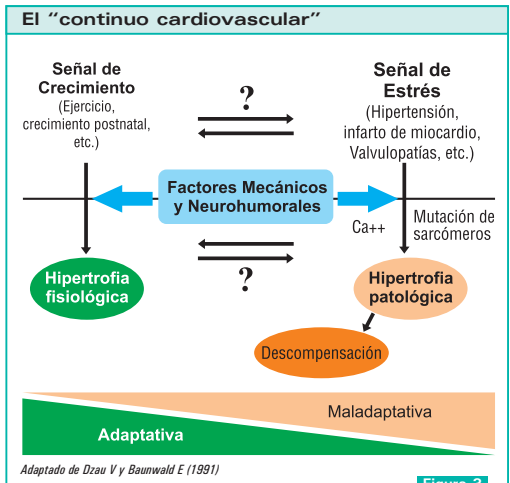 El “continuo cardiovascular”
Señal de
Crecimiento
(Ejercicio,
crecimiento postnatal,
etc.)
?
Señal de
Estrés
(Hipertensión,
infarto de miocardio,
Valvulopatías, etc.)
Factores Mecánicos
y Neurohumorales
Ca++
Mutación de
sarcómeros
?
Hipertrofia
fisiológica
Hipertrofia
patológica
Descompensación
Maladaptativa
Adaptativa
Adaptado de Dzau V y Baunwald E (1991)